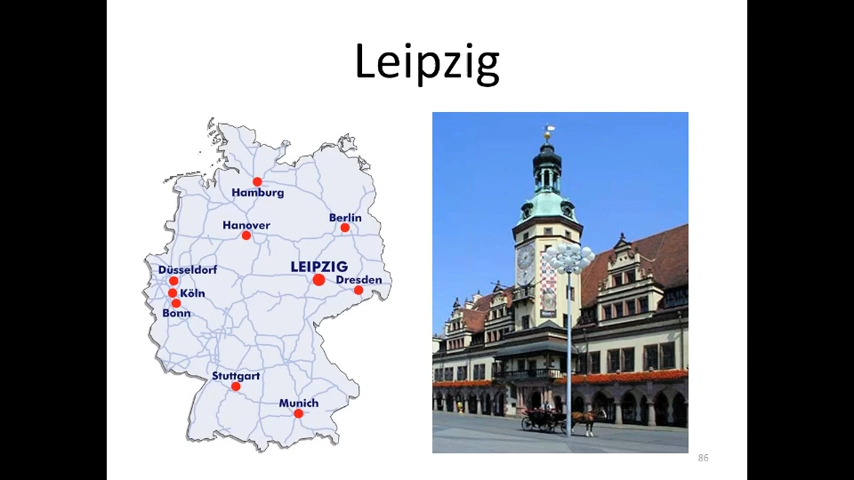 Leipzig
Hamburg
Berlin
Hanover
LEIPZIG
Düsseldorf
Dresden
Köln
Bonn
Stuttgart
Munich
86